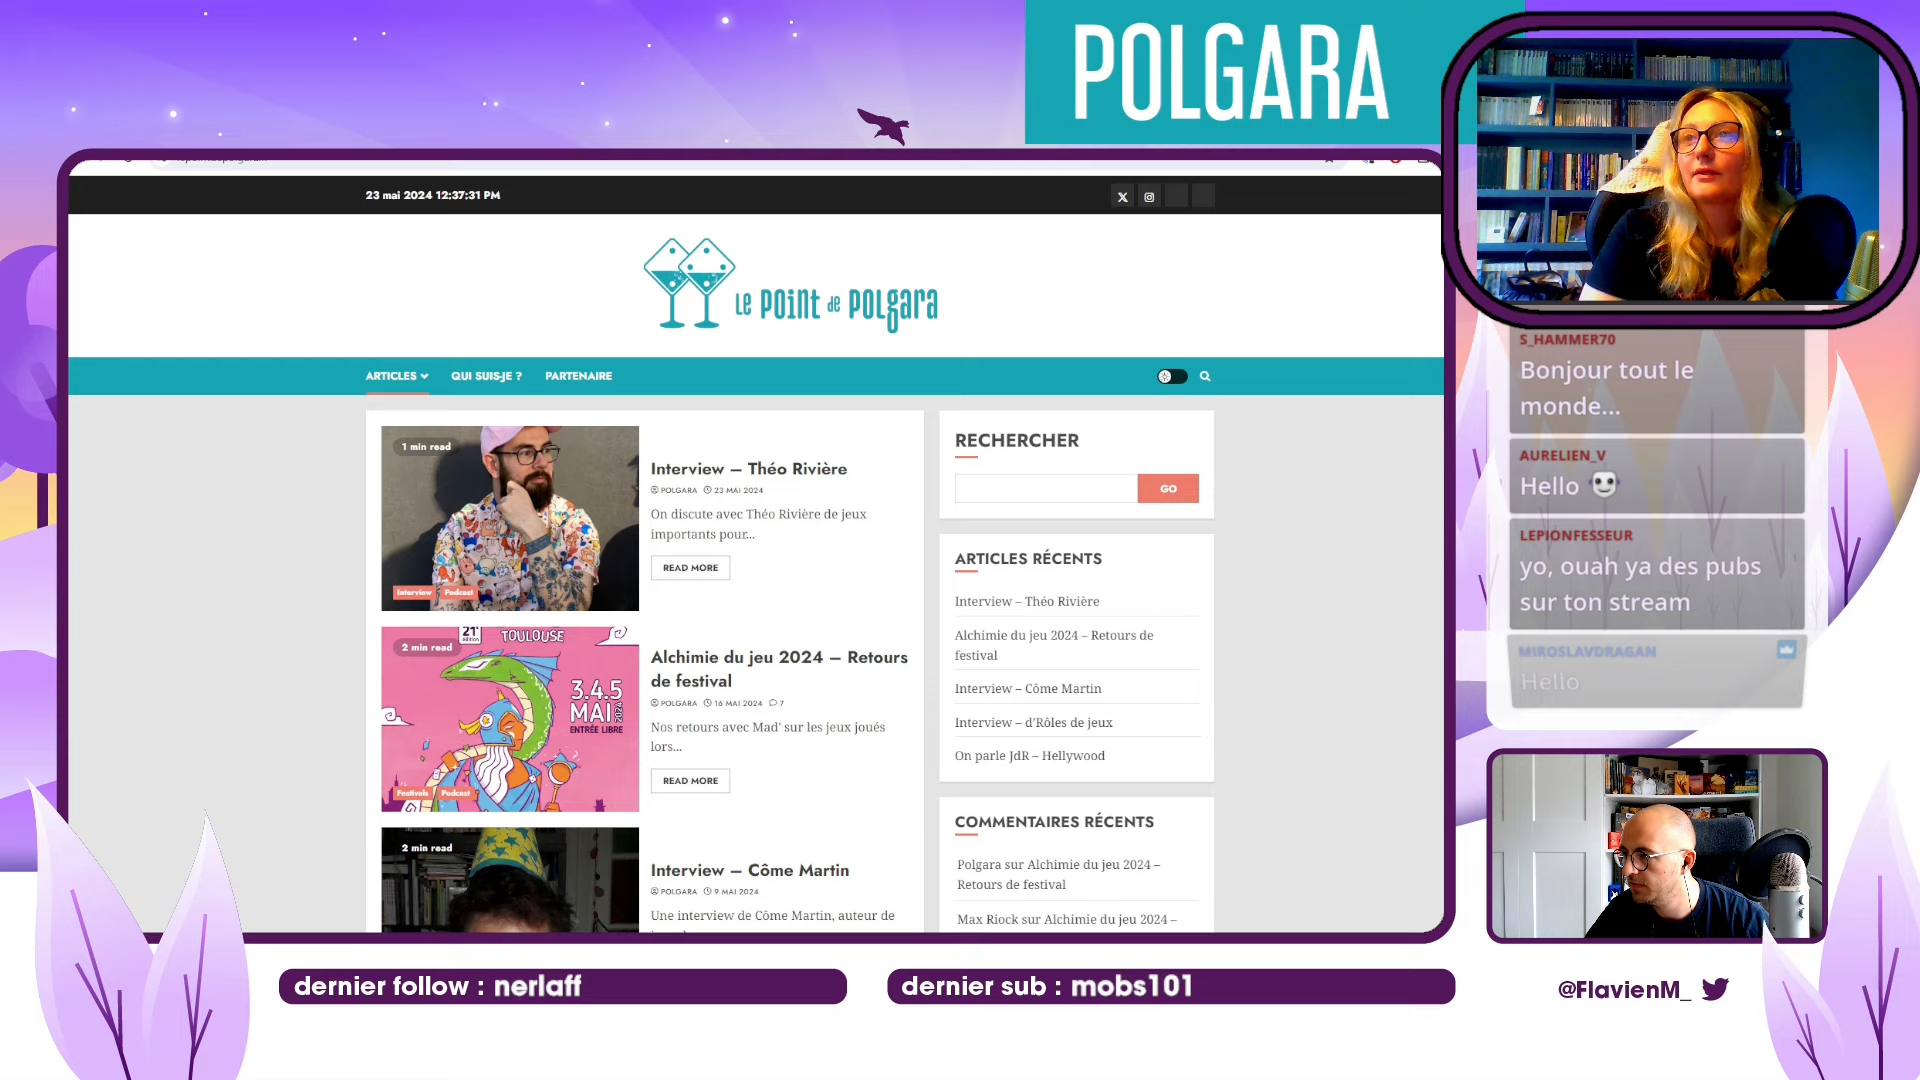 POLGARA
23 mai 2024 12:37:31 PM
LE POINT DE POLGARA
ARTICLES
QUI SUIS-JE ?
PARTENAIRE
1 min read
Interview
Podcast
Interview – Théo Rivière
POLGARA
23 MAI 2024
On discute avec Théo Rivière de jeux
importants pour...
READ MORE
2 min read
21e
édition
TOULOUSE
3.4.5
MAI 2024
ENTRÉE LIBRE
Festivals
Podcast
Alchimie du jeu 2024 – Retours
de festival
POLGARA
16 MAI 2024
7
Nos retours avec Mad' sur les jeux joués
lors...
READ MORE
2 min read
Interview – Côme Martin
POLGARA
9 MAI 2024
Une interview de Côme Martin, auteur de
RECHERCHER
GO
ARTICLES RÉCENTS
Interview – Théo Rivière
Alchimie du jeu 2024 – Retours de
festival
Interview – Côme Martin
Interview – d'Rôles de jeux
On parle JdR – Hellywood
COMMENTAIRES RÉCENTS
Polgara sur Alchimie du jeu 2024 –
Retours de festival
Max Riock sur Alchimie du jeu 2024 –
S_HAMMER70
Bonjour tout le
monde...
AURELIEN_V
Hello
LEPIONFESSEUR
yo, ouah ya des pubs
sur ton stream
MIROSLAVDRAGAN
Hello
dernier follow : nerlaff
dernier sub : mobs101
@FlavienM_